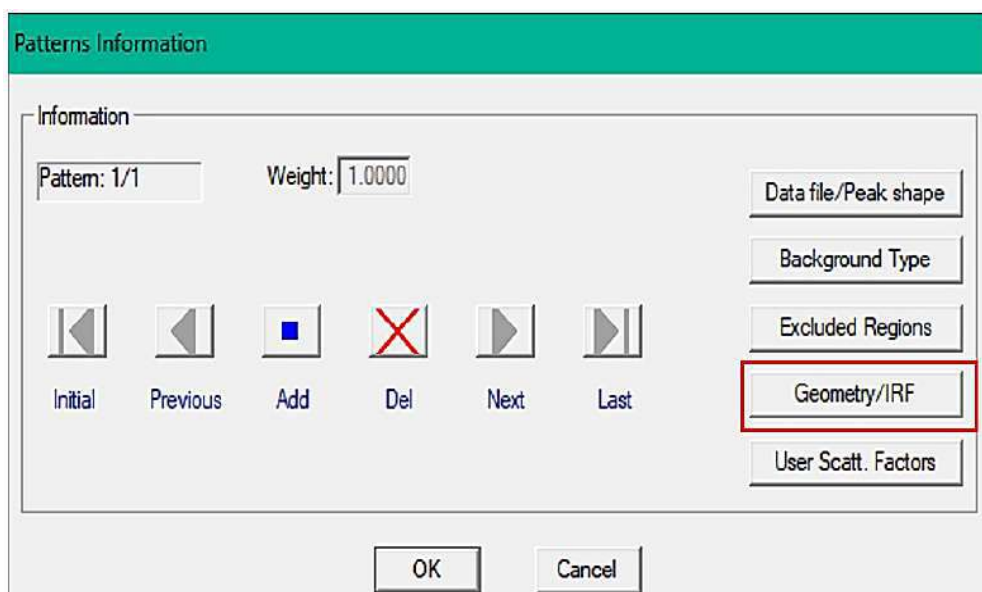 Patterns Information
Information
Pattern: 1/1
Weight: 1.0000
Data file/Peak shape
Background Type
Excluded Regions
Geometry/IRF
User Scatt. Factors
Initial
Previous
Add
Del
Next
Last
OK
Cancel